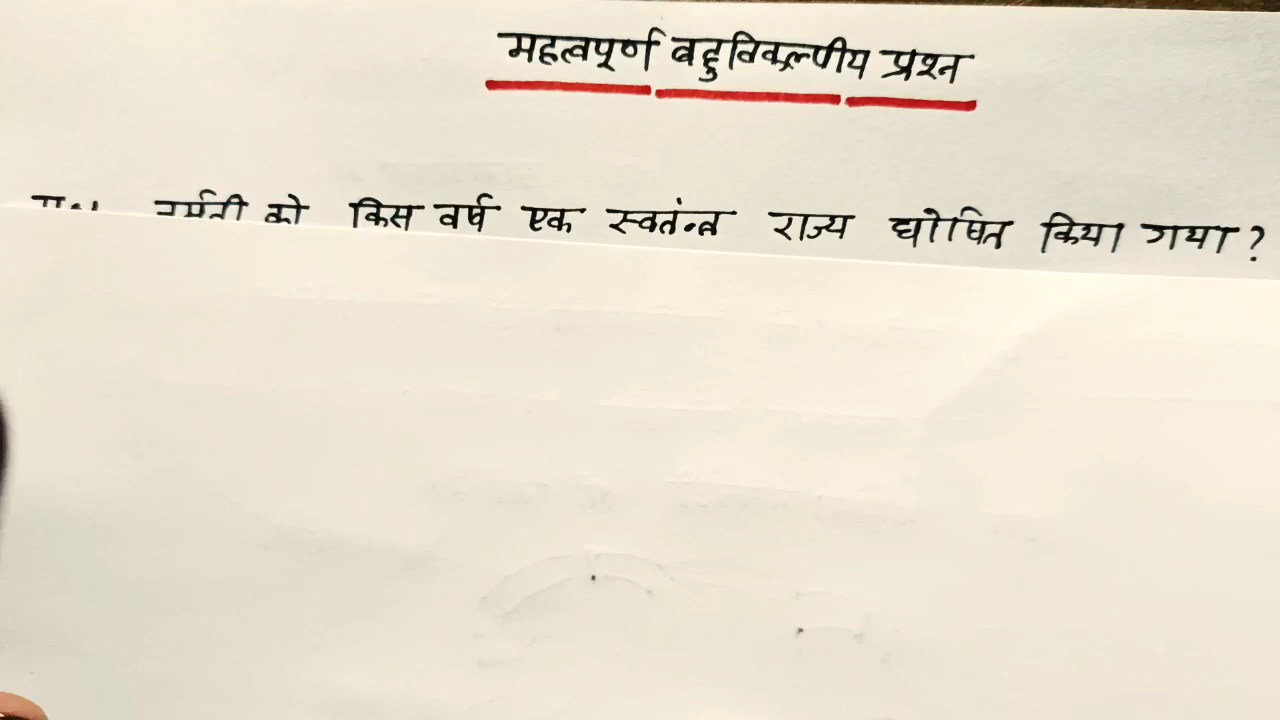 महत्वपूर्ण बहुविकल्पीय प्रश्न
को किस वर्ष एक स्वतंन्त्र राज्य घोषित किया गया?